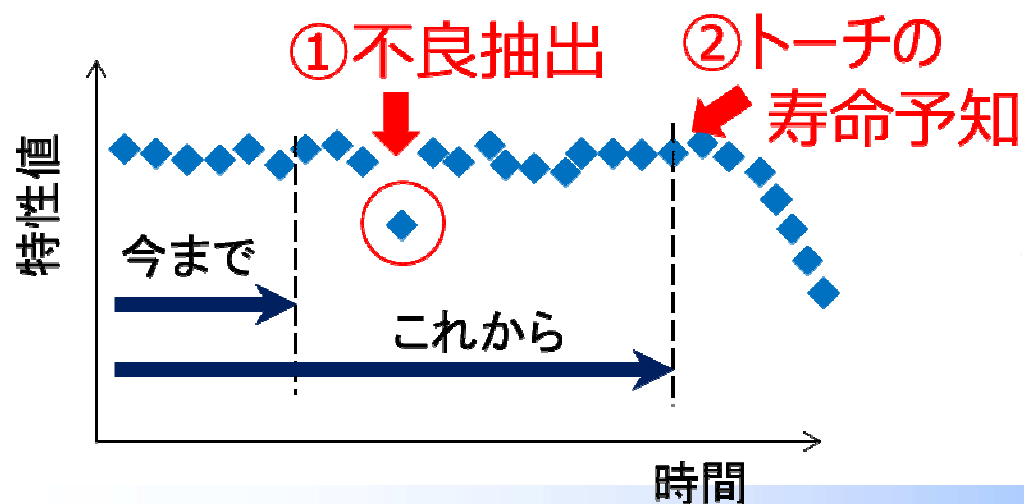 ①不良抽出
②トーチの
寿命予知
特性値
今まで
これから
時間